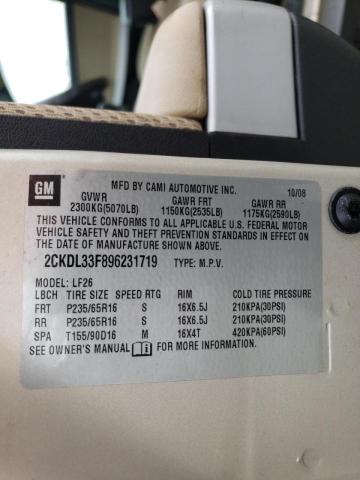 GM MFD BY CAMI AUTOMOTIVE INC. 10/08
GVWR GAWR FRT GAWR RR
2300KG(5070LB) 1150KG(2535LB) 1175KG(2590LB)
THIS VEHICLE CONFORMS TO ALL APPLICABLE U.S. FEDERAL MOTOR
VEHICLE SAFETY AND THEFT PREVENTION STANDARDS IN EFFECT ON
THE DATE OF MANUFACTURE SHOWN ABOVE.
2CKDL33F896231719 TYPE: M.P.V.
MODEL: LF26
LBCH TIRE SIZE SPEED RTG RIM COLD TIRE PRESSURE
FRT P235/65R16 S 16X6.5J 210KPA(30PSI)
RR P235/65R16 S 16X6.5J 210KPA(30PSI)
SPA T155/90D16 M 16X4T 420KPA(60PSI)
SEE OWNER'S MANUAL FOR MORE INFORMATION.